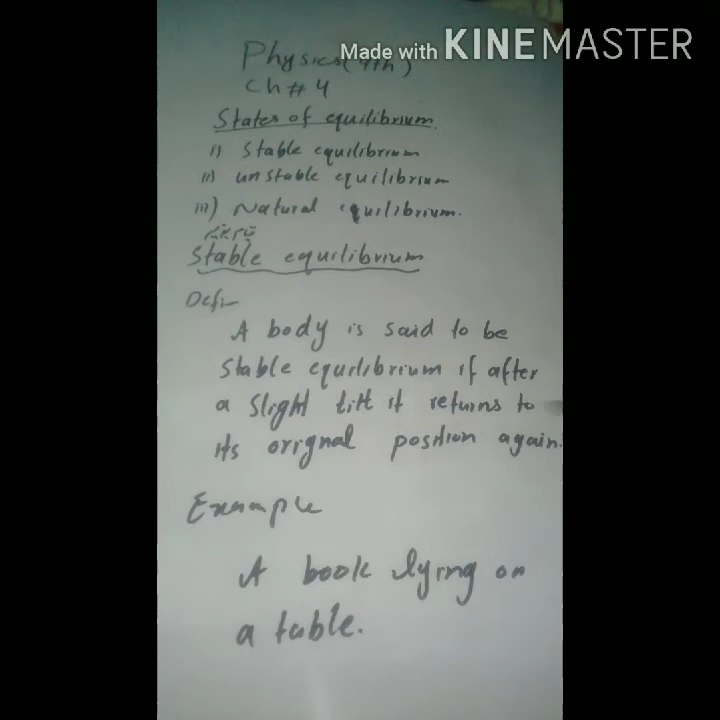 Made with KINEMASTER
Physics(9th)
Ch # 4
States of equilibrium
i) Stable equilibrium
ii) unstable equilibrium
iii) Natural equilibrium.
Stable equilibrium
Def:-
A body is said to be
Stable equilibrium if after
a slight tilt it returns to
its orignal position again.
Example
A book lying on
a table.